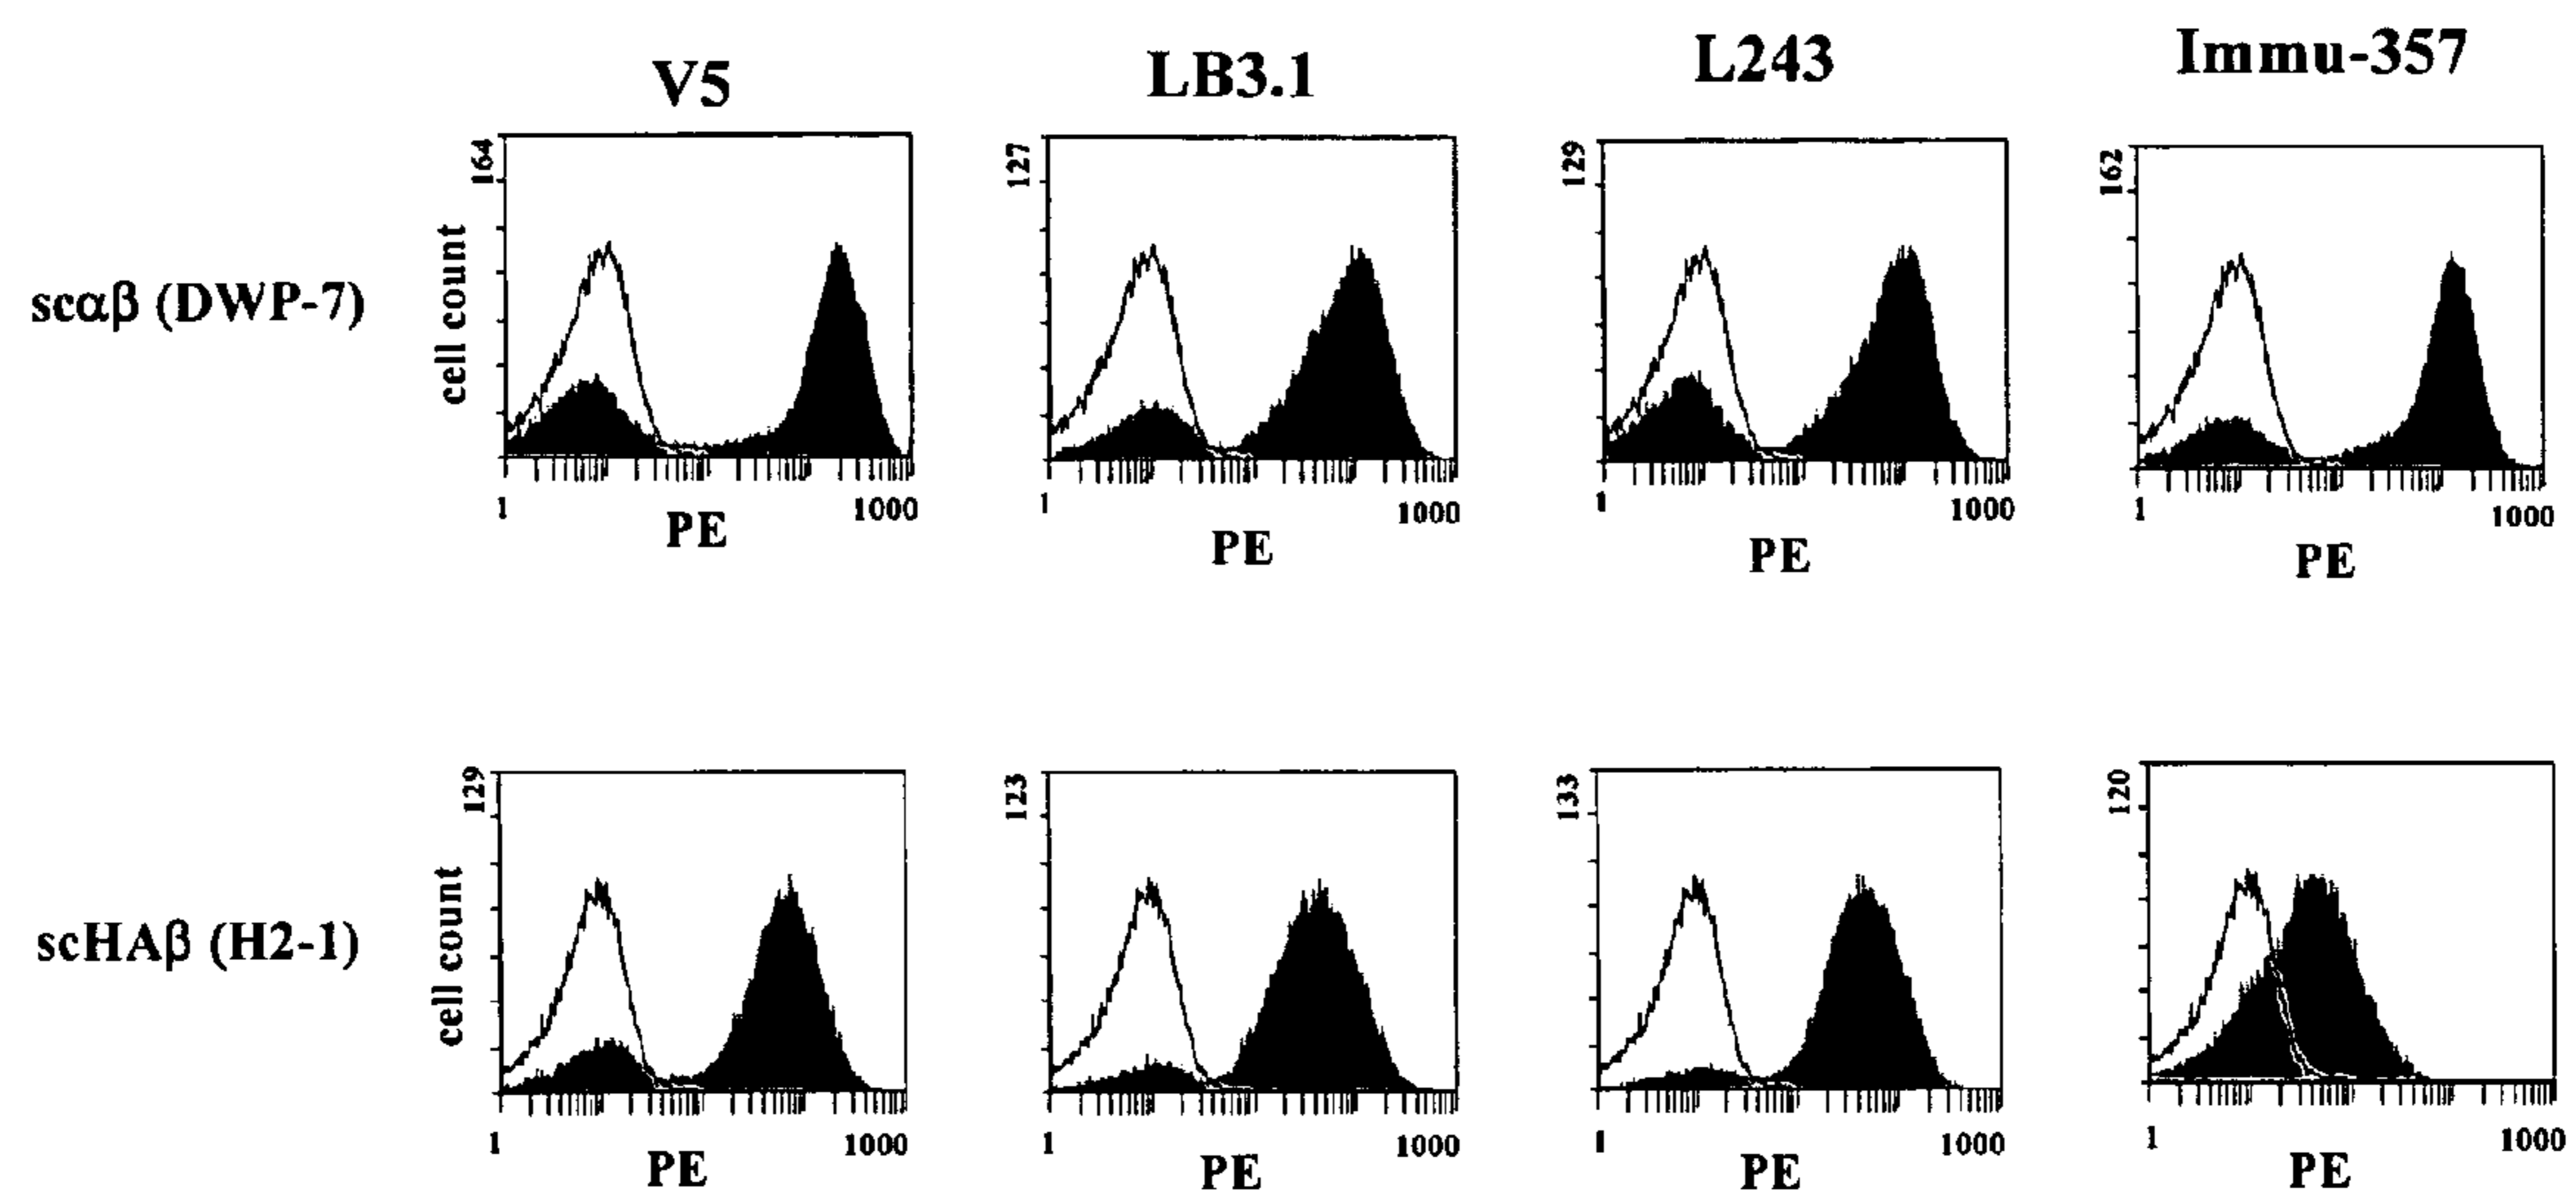 V5 LB3.1 L243 Immu-357
scαβ (DWP-7)
cell count
164
1 1000
PE
127
1 1000
PE
129
1 1000
PE
162
1 1000
PE
scHAβ (H2-1)
cell count
129
1 1000
PE
123
1 1000
PE
133
1 1000
PE
120
1 1000
PE